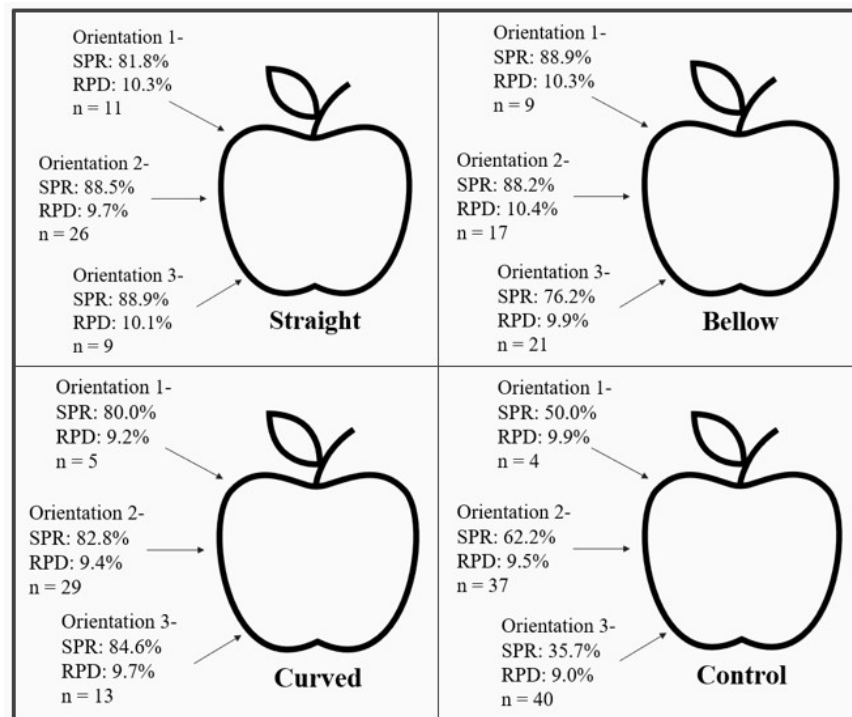 Orientation 1-
SPR: 81.8%
RPD: 10.3%
n = 11
Orientation 2-
SPR: 88.5%
RPD: 9.7%
n = 26
Orientation 3-
SPR: 88.9%
RPD: 10.1%
n = 9
Straight
Orientation 1-
SPR: 88.9%
RPD: 10.3%
n = 9
Orientation 2-
SPR: 88.2%
RPD: 10.4%
n = 17
Orientation 3-
SPR: 76.2%
RPD: 9.9%
n = 21
Bellow
Orientation 1-
SPR: 80.0%
RPD: 9.2%
n = 5
Orientation 2-
SPR: 82.8%
RPD: 9.4%
n = 29
Orientation 3-
SPR: 84.6%
RPD: 9.7%
n = 13
Curved
Orientation 1-
SPR: 50.0%
RPD: 9.9%
n = 4
Orientation 2-
SPR: 62.2%
RPD: 9.5%
n = 37
Orientation 3-
SPR: 35.7%
RPD: 9.0%
n = 40
Control